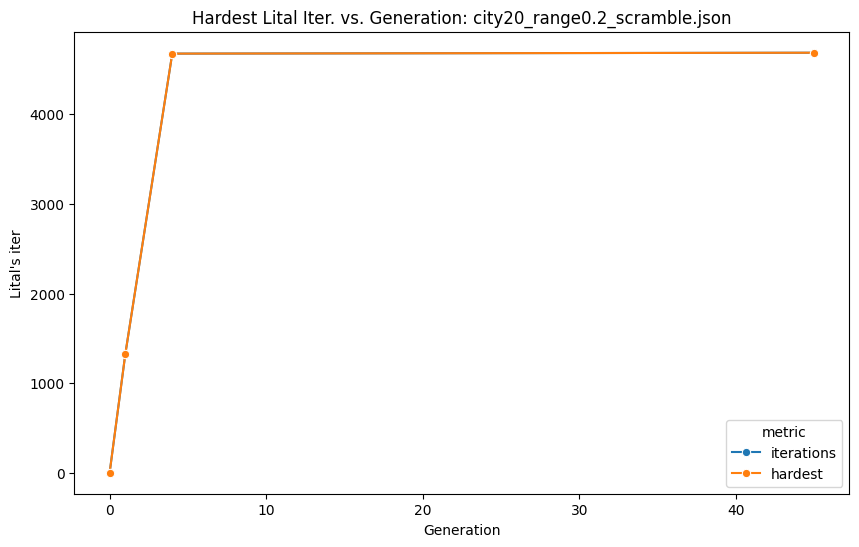 Hardest Lital Iter. vs. Generation: city20_range0.2_scramble.json
Lital's iter
4000
3000
2000
1000
0
0 10 20 30 40
Generation
metric
iterations
hardest